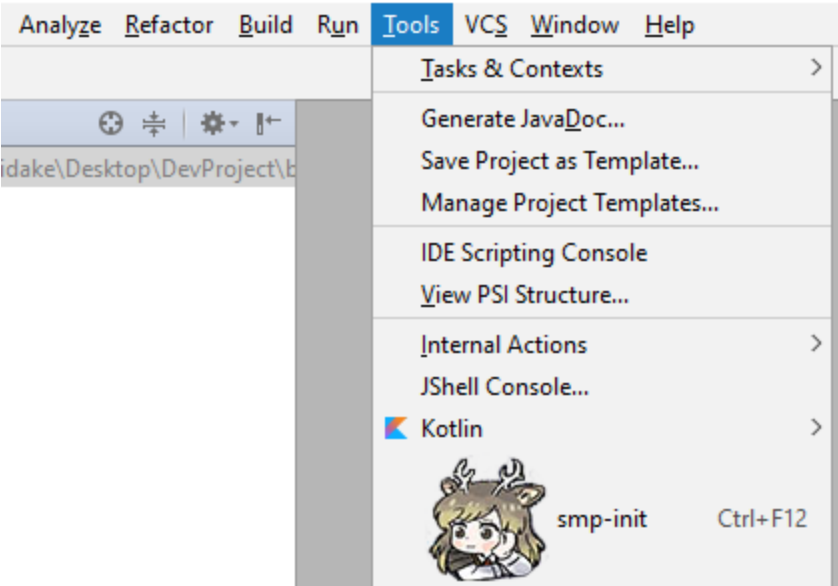 Analyze Refactor Build Run Tools VCS Window Help
Tasks & Contexts
idake\Desktop\DevProject\b
Generate JavaDoc...
Save Project as Template...
Manage Project Templates...
IDE Scripting Console
View PSI Structure...
Internal Actions
JShell Console...
Kotlin
smp-init Ctrl+F12